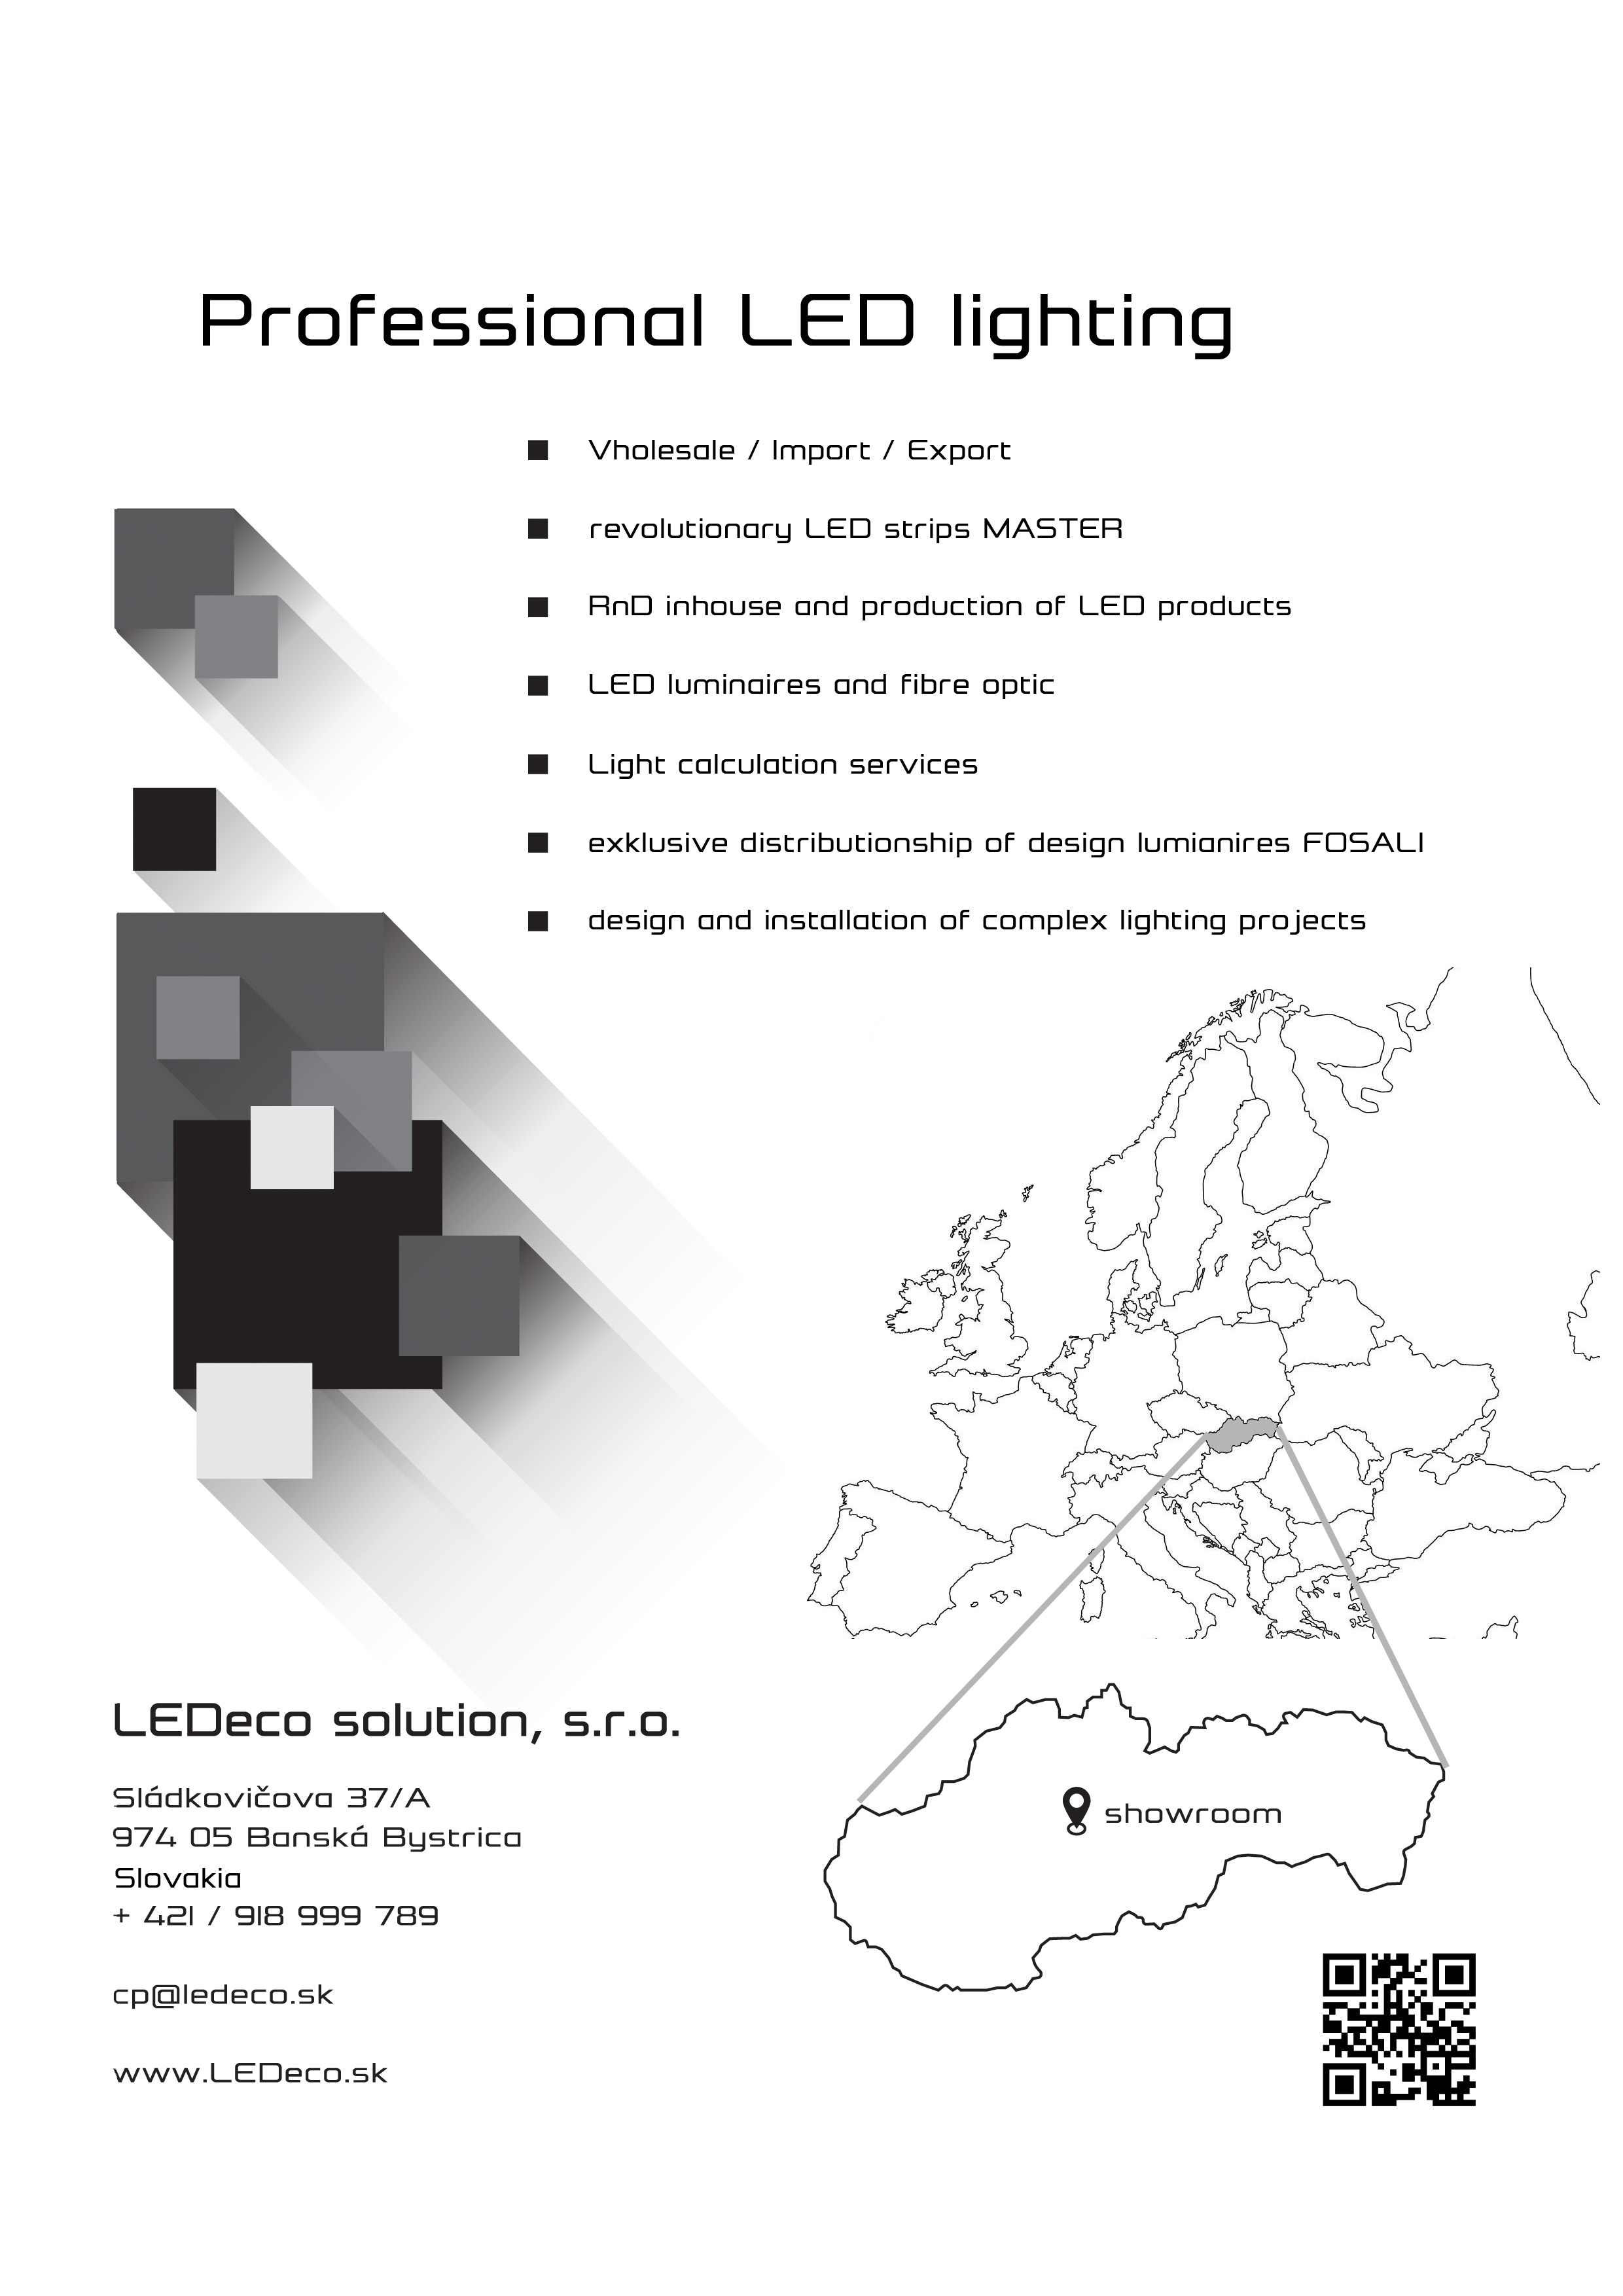 Professional LED lighting
Vholesale / Import / Export
revolutionary LED strips MASTER
RnD inhouse and production of LED products
LED luminaires and fibre optic
Light calculation services
exklusive distributionship of design lumianires FOSALI
design and installation of complex lighting projects
showroom
LEDeco solution, s.r.o.
Sládkovičova 37/A
974 05 Banská Bystrica
Slovakia
+ 421 / 918 999 789
cp@ledeco.sk
www.LEDeco.sk